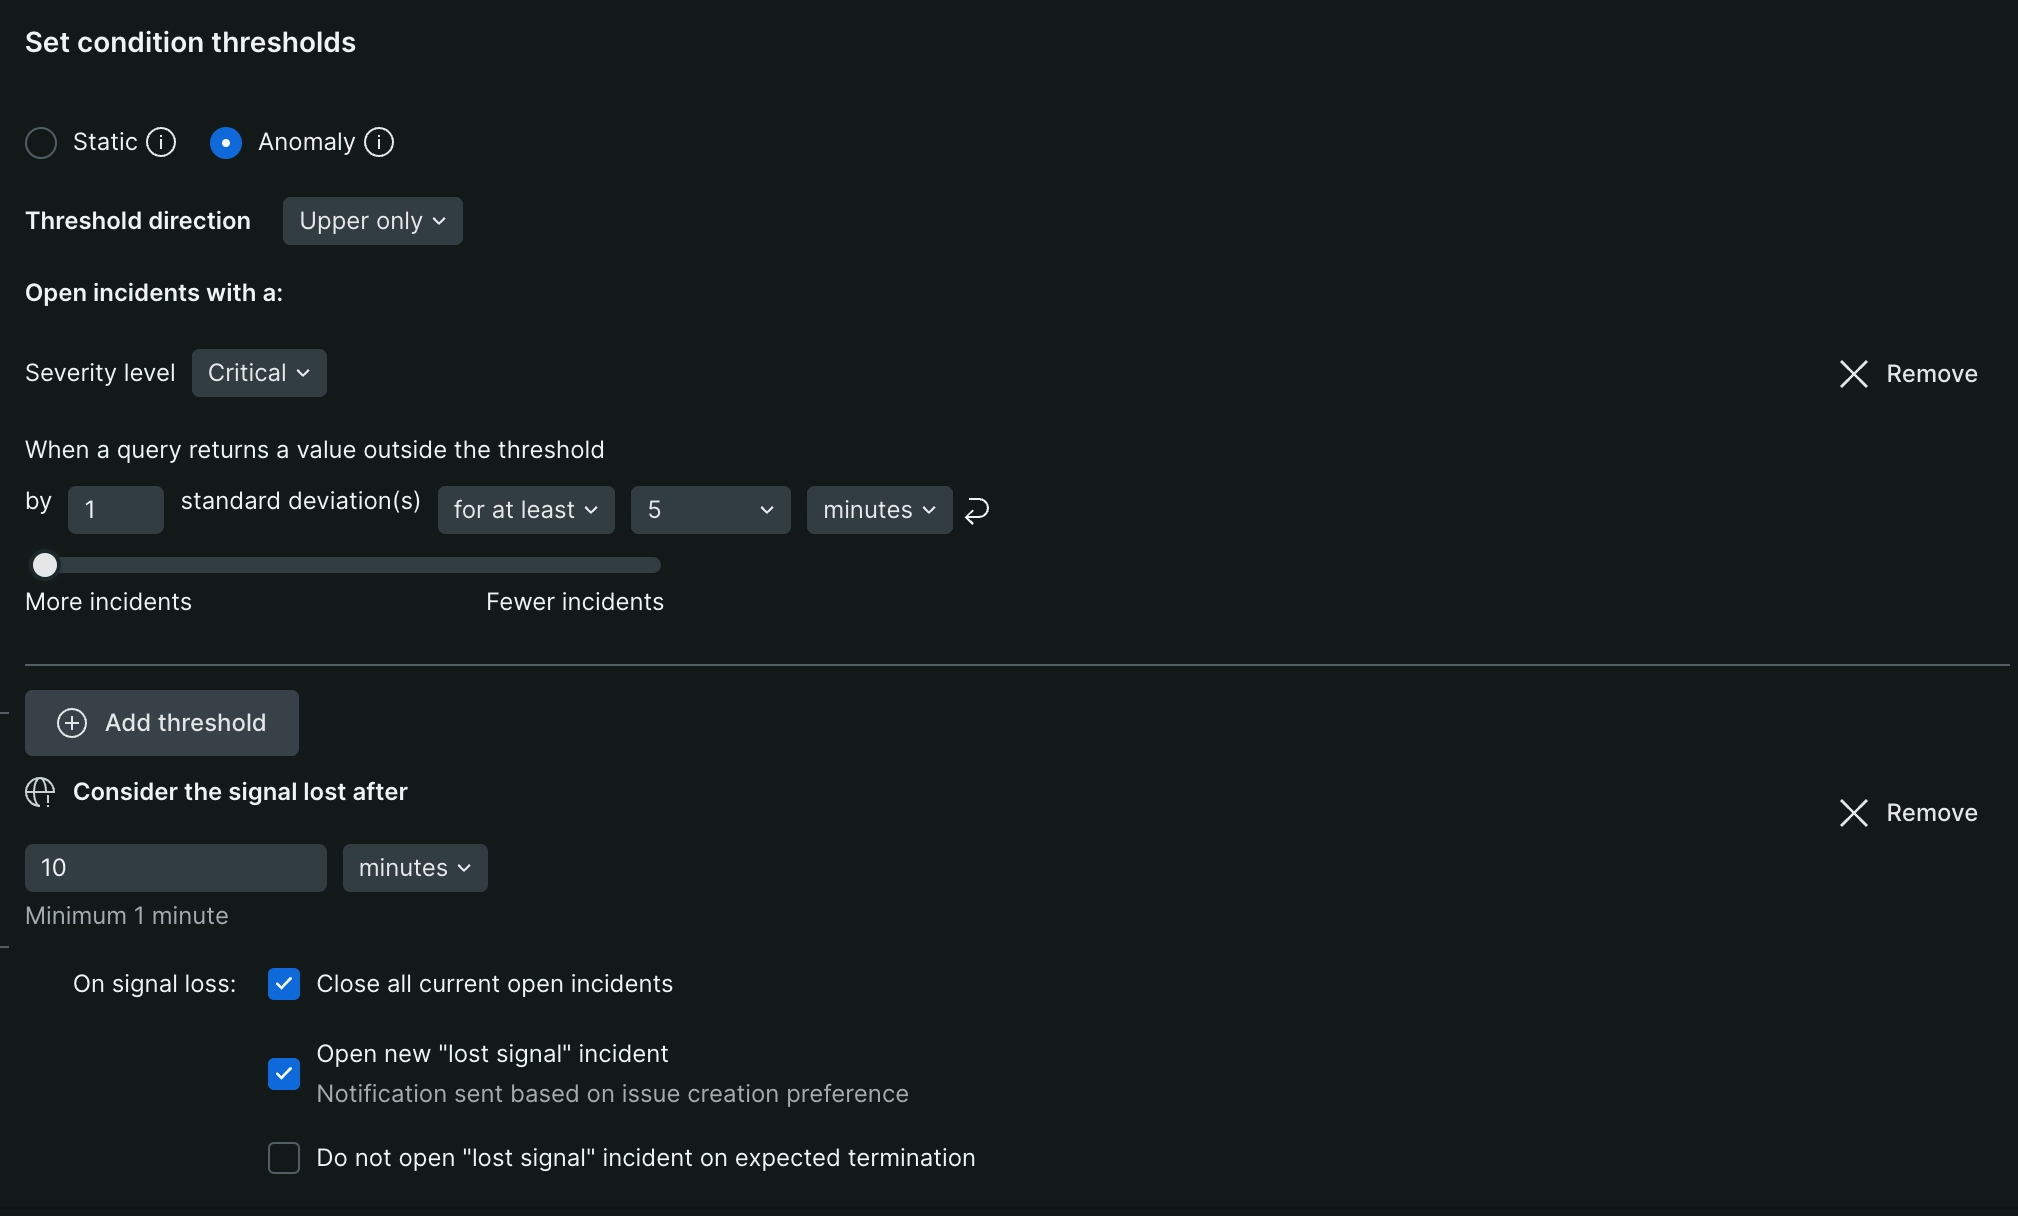 Set condition thresholds
Static Anomaly
Threshold direction Upper only
Open incidents with a:
Severity level Critical Remove
When a query returns a value outside the threshold
by 1 standard deviation(s) for at least 5 minutes
More incidents Fewer incidents
Add threshold
Consider the signal lost after
Remove
10 minutes
Minimum 1 minute
On signal loss: Close all current open incidents
Open new "lost signal" incident
Notification sent based on issue creation preference
Do not open "lost signal" incident on expected termination